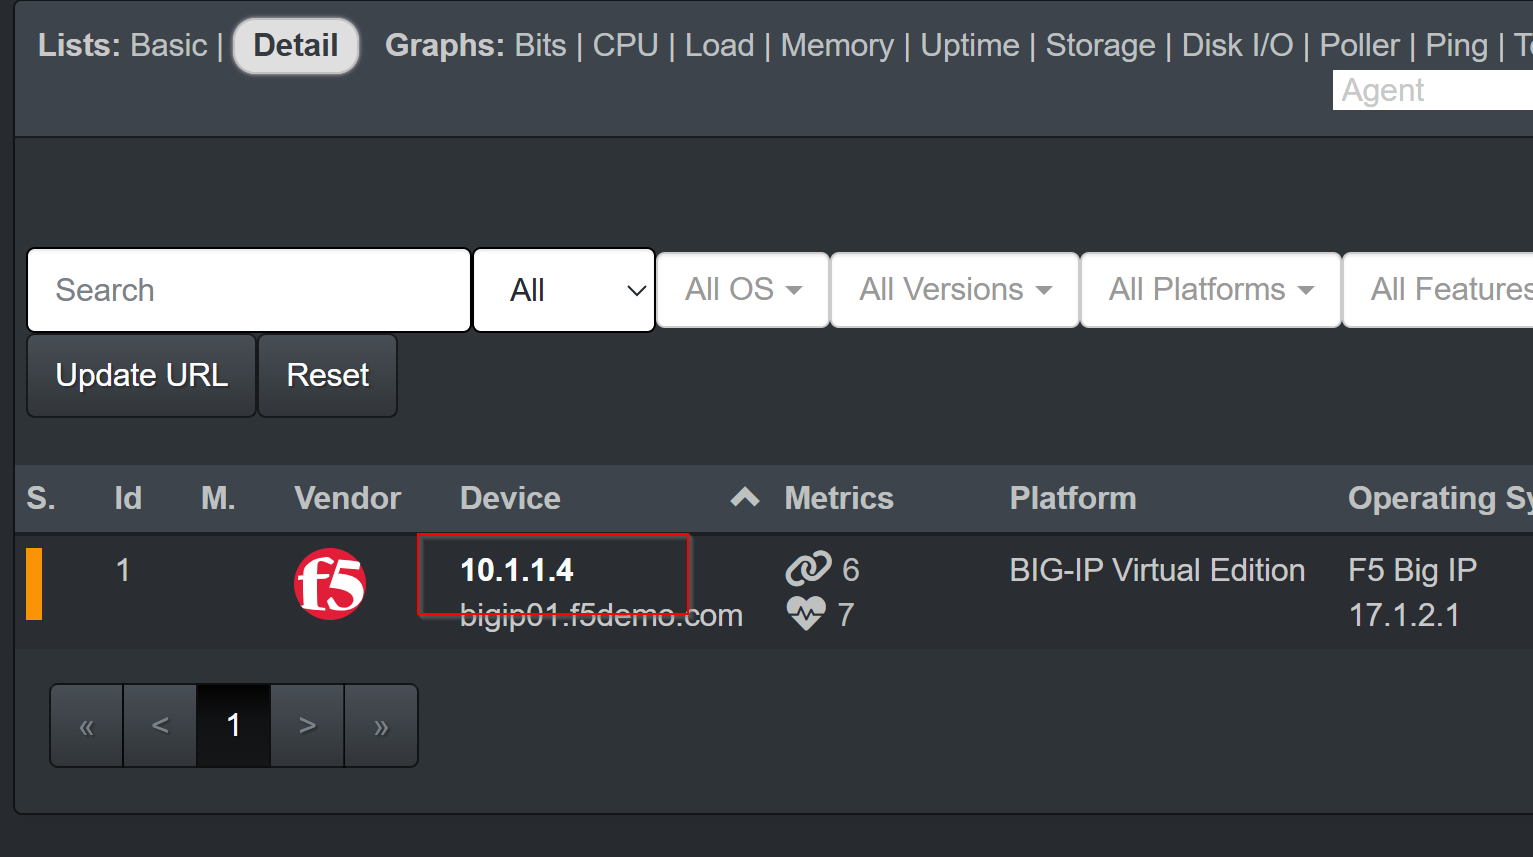 Lists: Basic | Detail Graphs: Bits | CPU | Load | Memory | Uptime | Storage | Disk I/O | Poller | Ping |
Agent
Search All All OS All Versions All Platforms All Features
Update URL Reset
S. Id M. Vendor Device Metrics Platform Operating
1 f5 10.1.1.4 6 BIG-IP Virtual Edition F5 Big IP
bigip01.f5demo.com 7 17.1.2.1
« < 1 > »